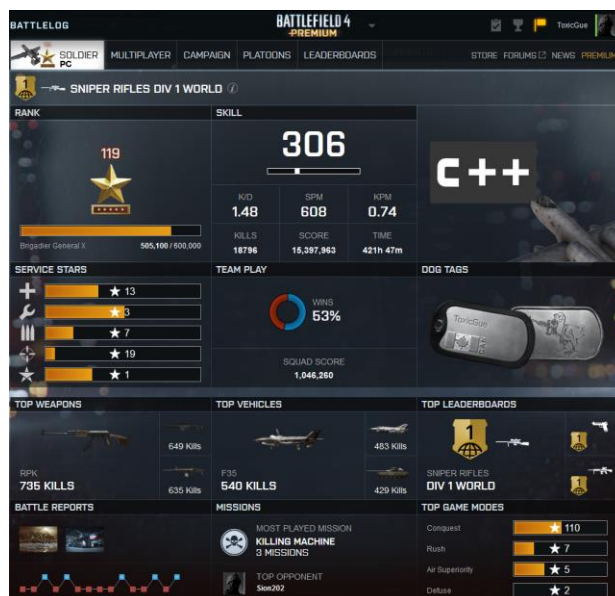 BATTLELOG
BATTLEFIELD 4
PREMIUM
ToxicGue
SOLDIER
PC
MULTIPLAYER
CAMPAIGN
PLATOONS
LEADERBOARDS
STORE FORUMS NEWS PREMIUM
1
SNIPER RIFLES DIV 1 WORLD i
RANK
119
Brigadier General X
505,100 / 600,000
SKILL
306
K/D SPM KPM
1.48 608 0.74
KILLS SCORE TIME
18796 15,397,963 421h 47m
C++
SERVICE STARS
13
3
7
19
1
TEAM PLAY
WINS
53%
SQUAD SCORE
1,046,260
DOG TAGS
ToxicGue
TOP WEAPONS
RPK
735 KILLS
649 Kills
635 Kills
TOP VEHICLES
F35
540 KILLS
483 Kills
429 Kills
TOP LEADERBOARDS
1
SNIPER RIFLES
DIV 1 WORLD
1
1
BATTLE REPORTS
MISSIONS
MOST PLAYED MISSION
KILLING MACHINE
3 MISSIONS
TOP OPPONENT
Sion202
TOP GAME MODES
Conquest 110
Rush 7
Air Superiority 5
Defuse 2